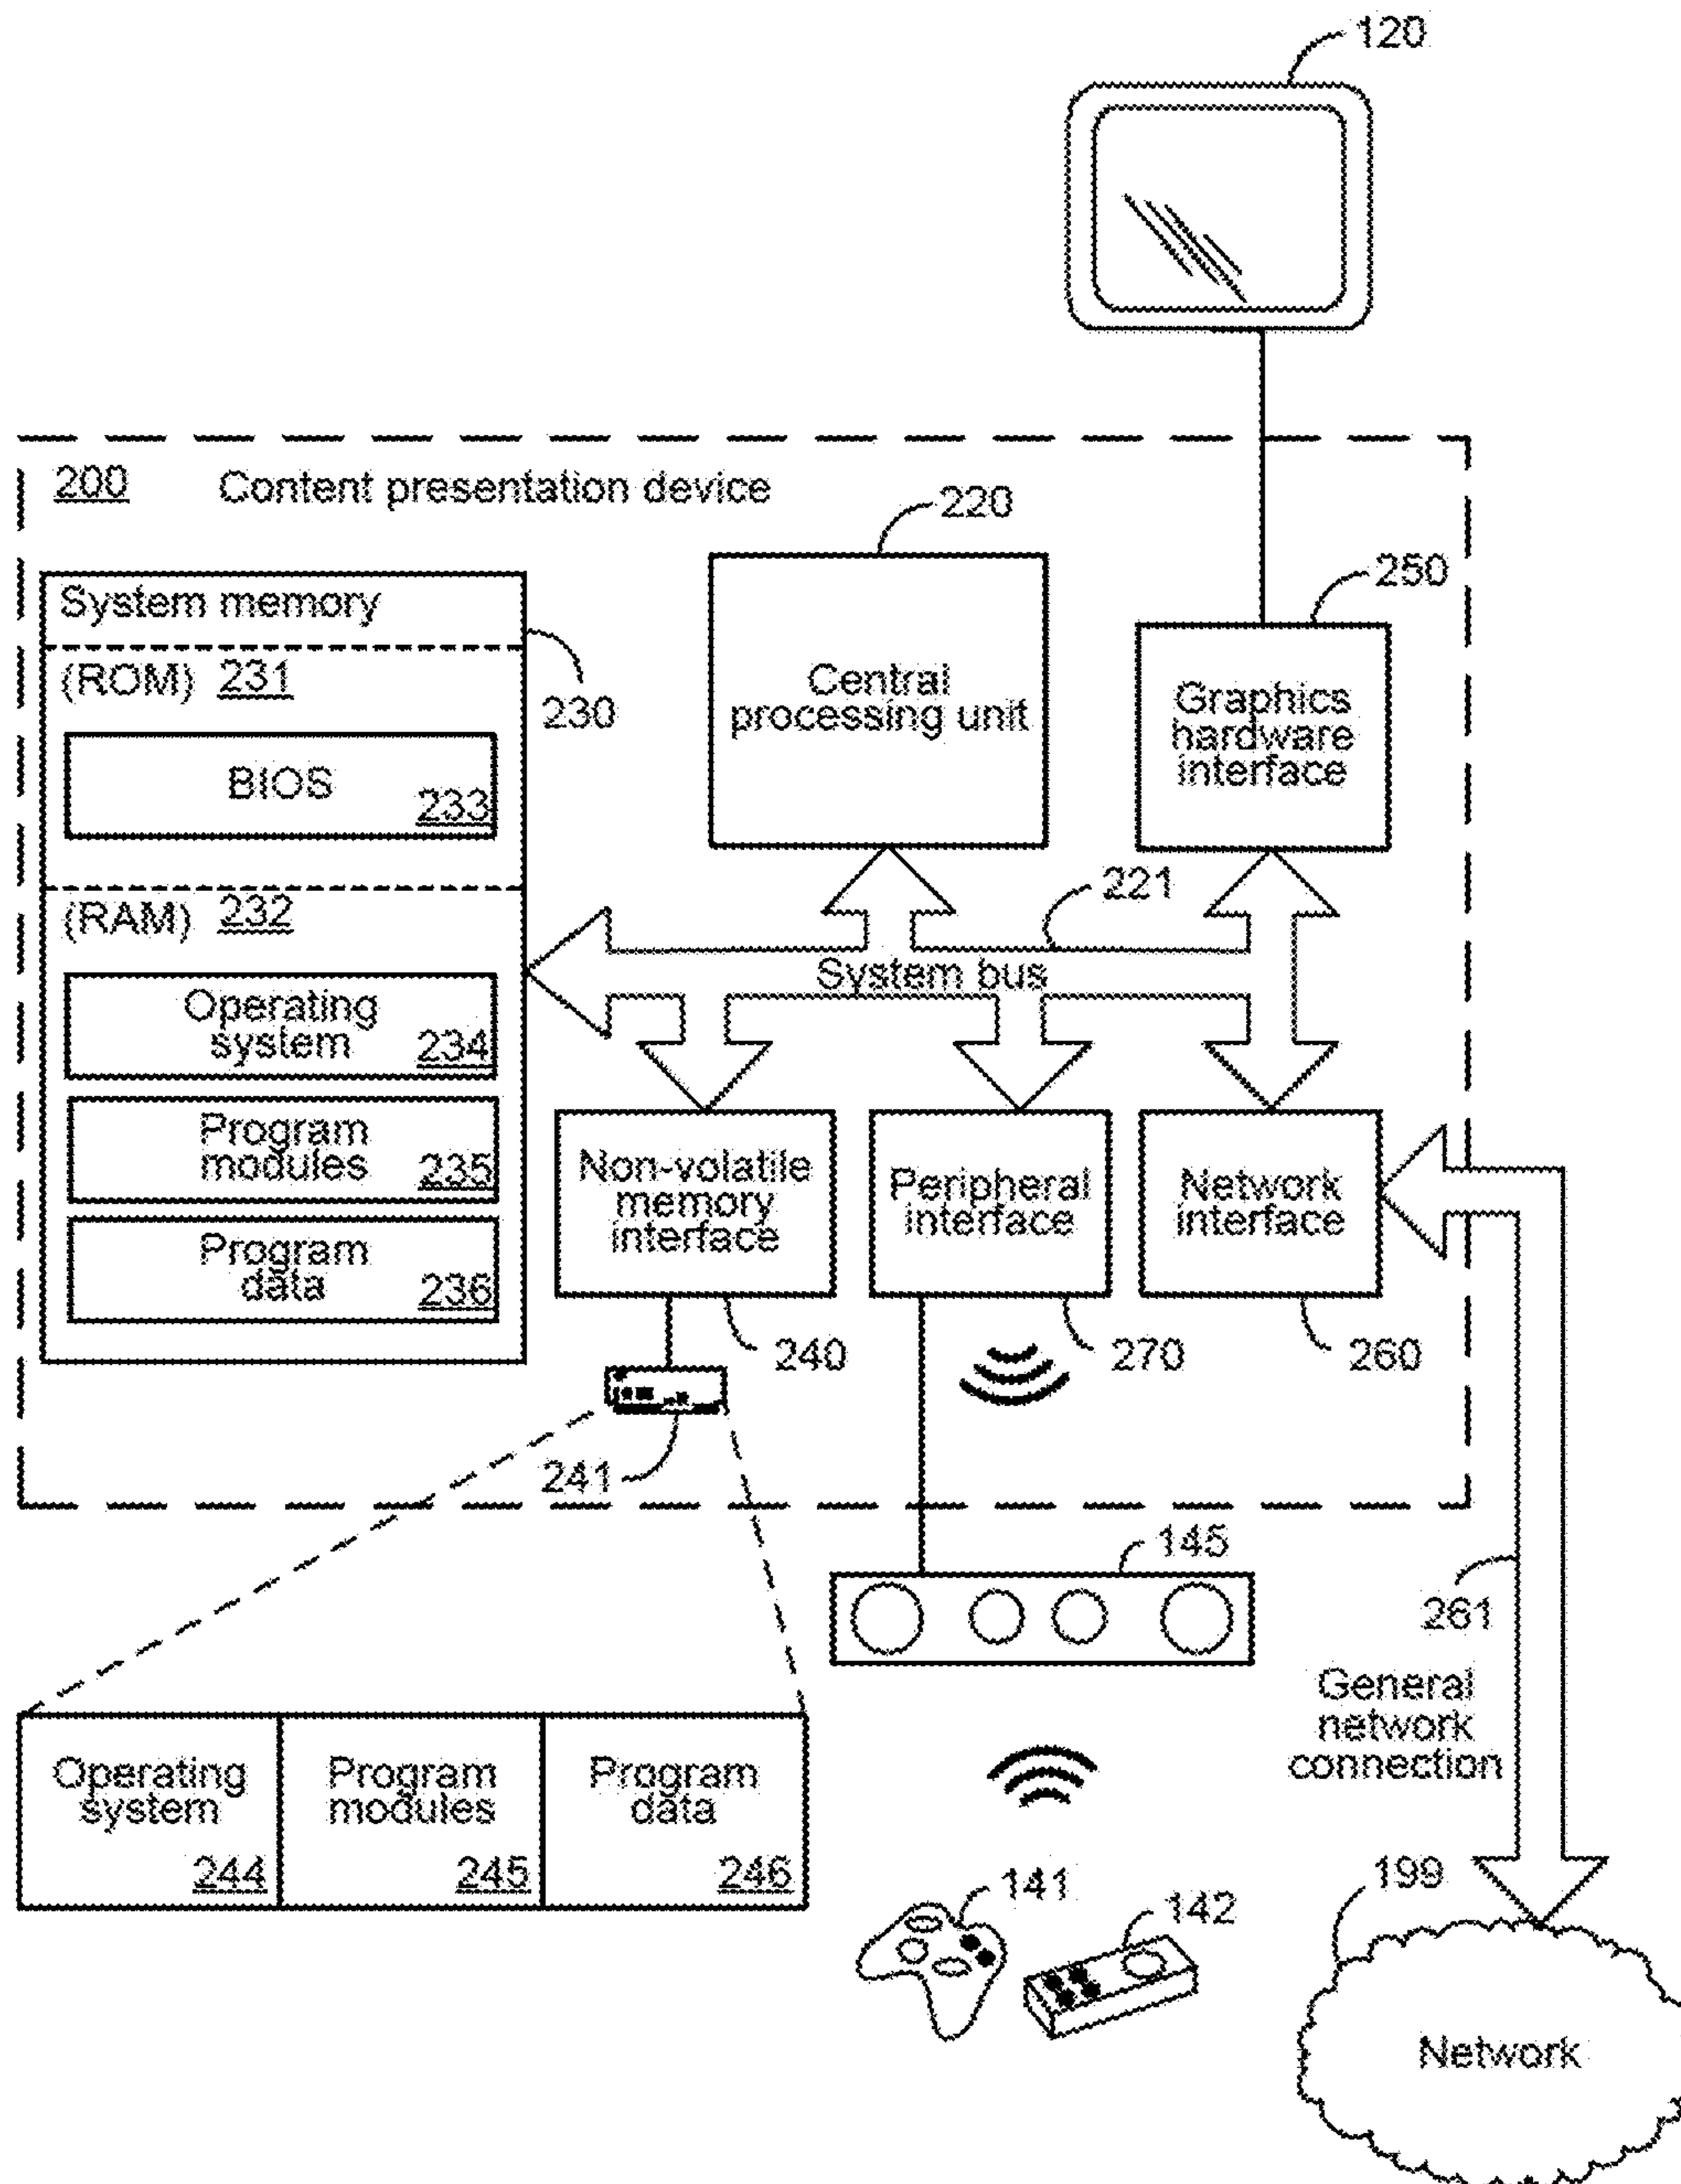 120
200 Content presentation device
220
250
System memory
(ROM) 231
230
BIOS
233
Central
processing unit
Graphics
hardware
interface
221
(RAM) 232
System bus
Operating
system 234
Program
modules 235
Program
data 236
Non-volatile
memory
interface
Peripheral
interface
Network
interface
240
270
260
241
145
261
General
network
connection
Operating
system
244
Program
modules
245
Program
data
246
141
142
199
Network